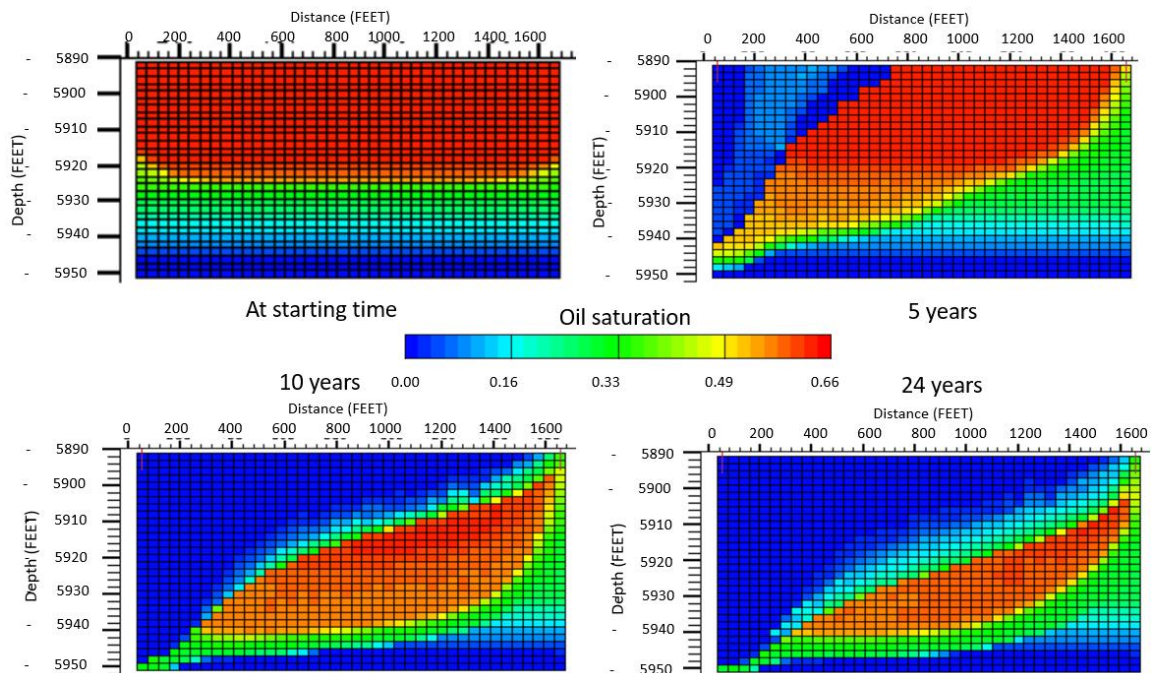 Distance (FEET)
0 200 400 600 800 1000 1200 1400 1600
5890
5900
5910
5920
5930
5940
5950
Depth (FEET)
At starting time
Distance (FEET)
0 200 400 600 800 1000 1200 1400 1600
5890
5900
5910
5920
5930
5940
5950
Depth (FEET)
5 years
Oil saturation
0.00 0.16 0.33 0.49 0.66
10 years
Distance (FEET)
0 200 400 600 800 1000 1200 1400 1600
5890
5900
5910
5920
5930
5940
5950
Depth (FEET)
24 years
Distance (FEET)
0 200 400 600 800 1000 1200 1400 1600
5890
5900
5910
5920
5930
5940
5950
Depth (FEET)